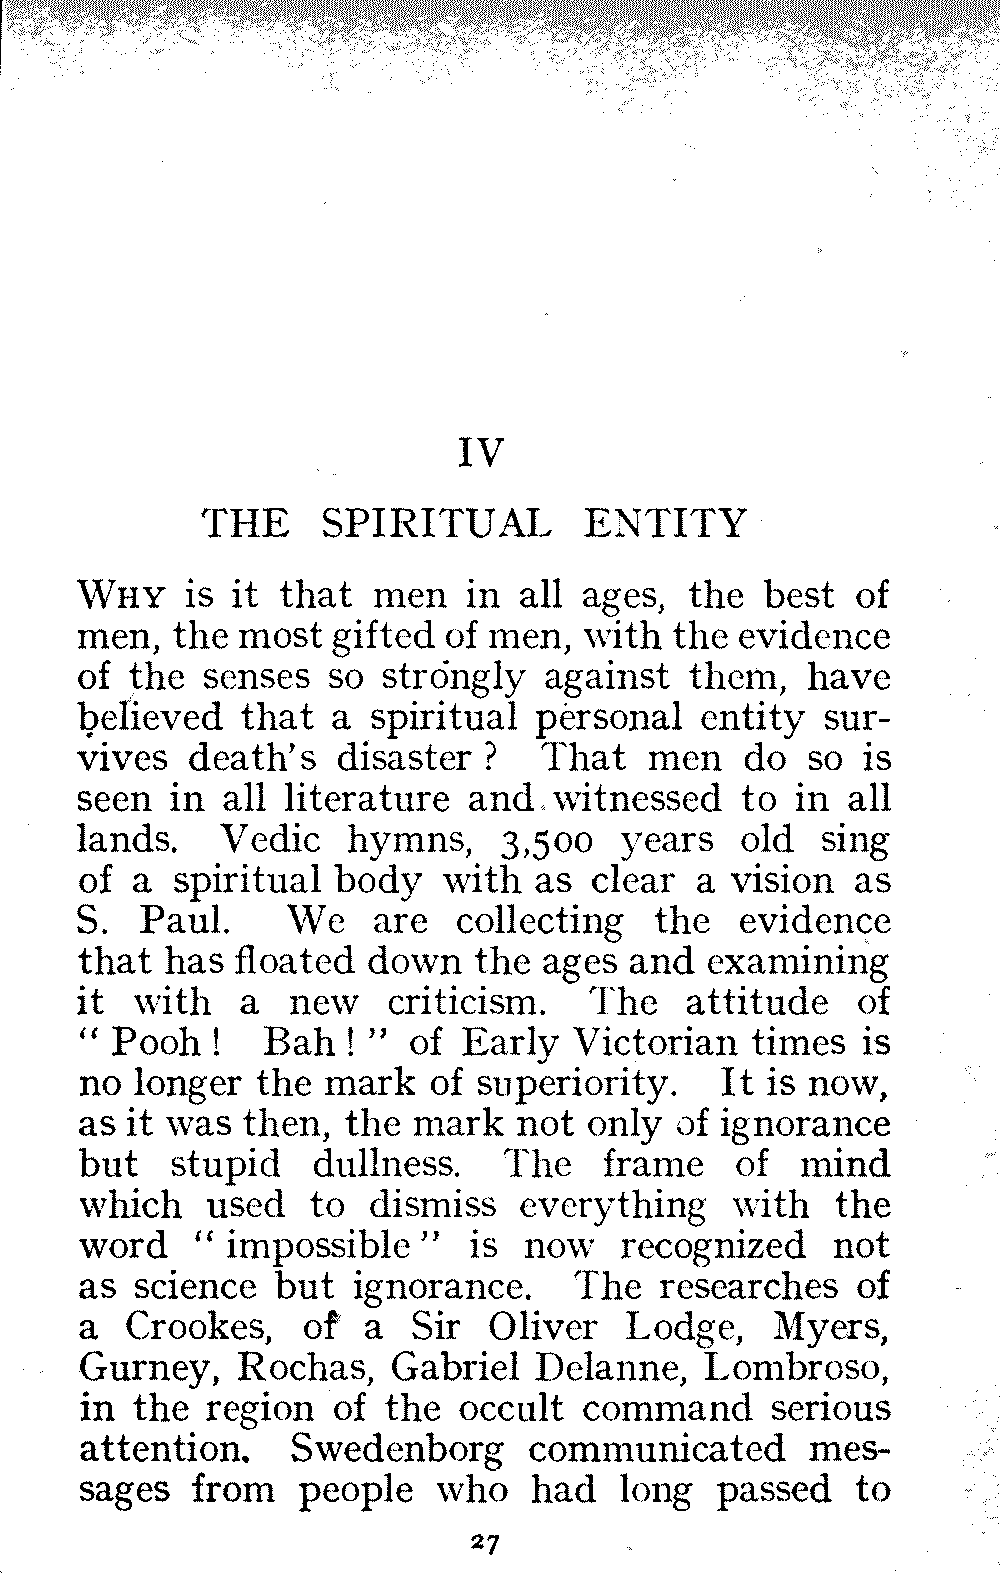 IV
THE SPIRITUAL ENTITY
WHY is it that men in all ages, the best of
men, the most gifted of men, with the evidence
of the senses so strongly against them, have
believed that a spiritual personal entity sur-
vives death's disaster ? That men do so is
seen in all literature and witnessed to in all
lands. Vedic hymns, 3,500 years old sing
of a spiritual body with as clear a vision as
S. Paul. We are collecting the evidence
that has floated down the ages and examining
it with a new criticism. The attitude of
“ Pooh ! Bah ! ” of Early Victorian times is
no longer the mark of superiority. It is now,
as it was then, the mark not only of ignorance
but stupid dullness. The frame of mind
which used to dismiss everything with the
word “ impossible ” is now recognized not
as science but ignorance. The researches of
a Crookes, of a Sir Oliver Lodge, Myers,
Gurney, Rochas, Gabriel Delanne, Lombroso,
in the region of the occult command serious
attention. Swedenborg communicated mes-
sages from people who had long passed to
27